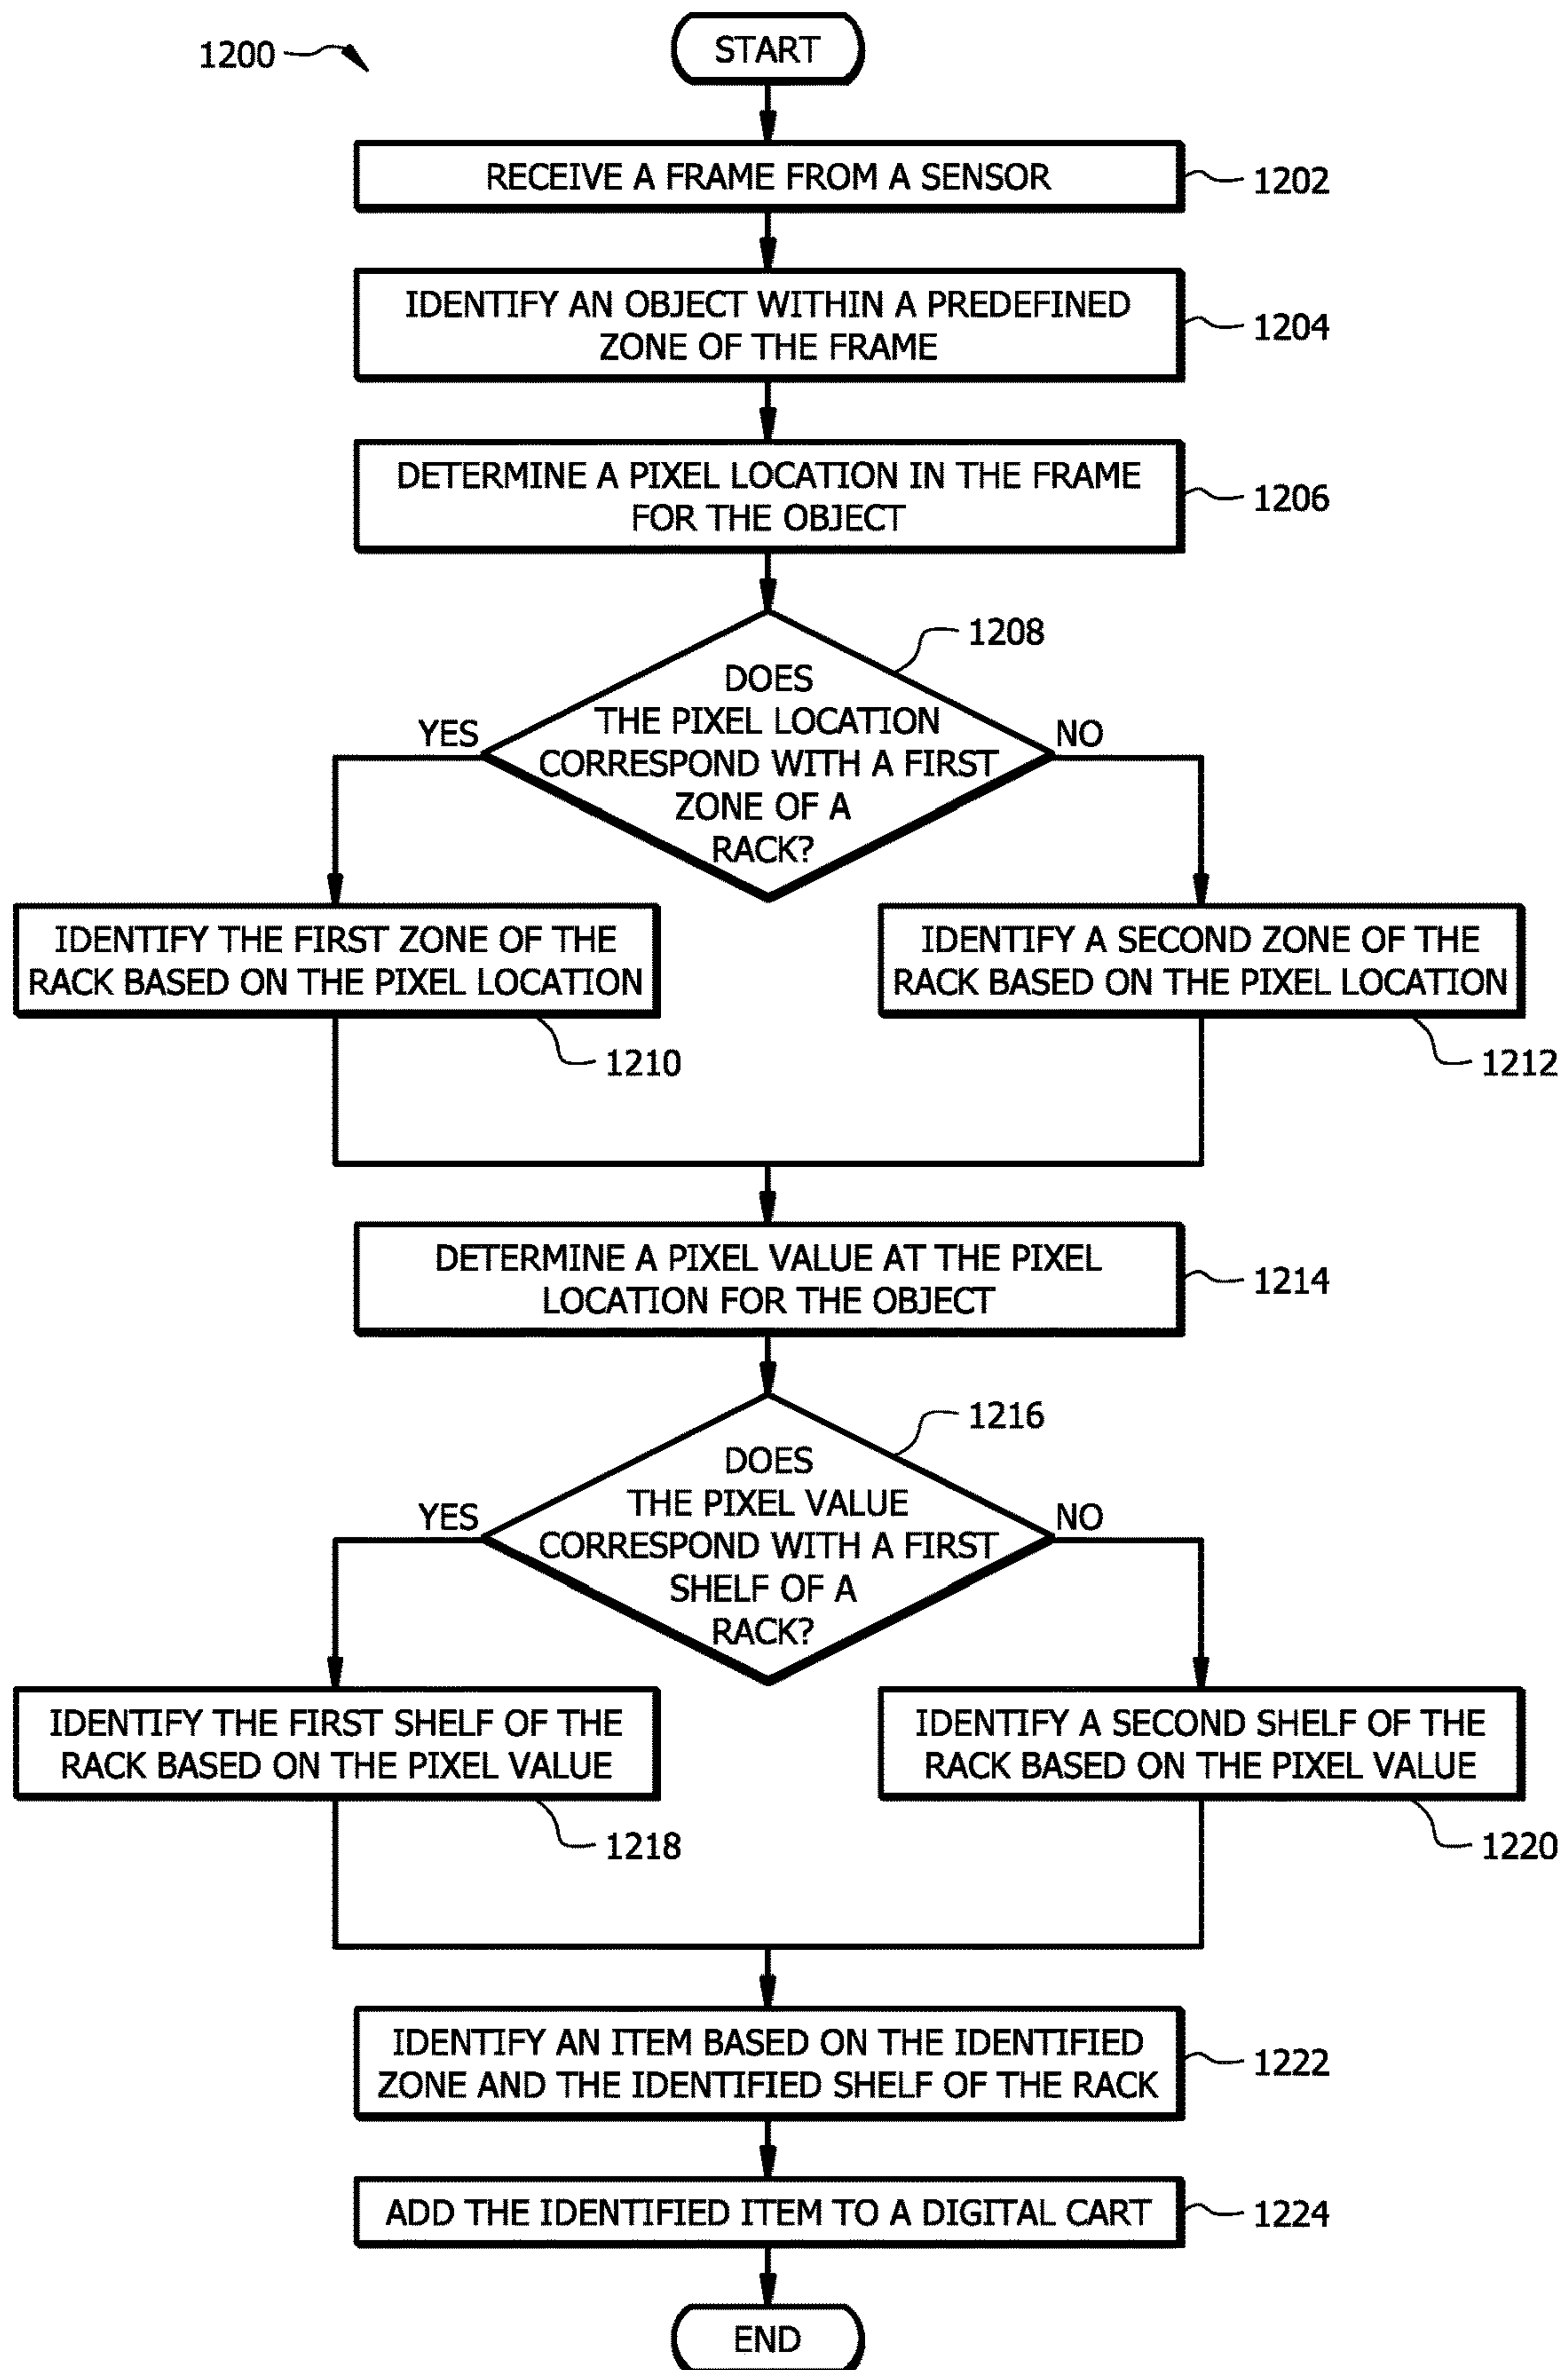 1200
START
RECEIVE A FRAME FROM A SENSOR
1202
IDENTIFY AN OBJECT WITHIN A PREDEFINED
ZONE OF THE FRAME
1204
DETERMINE A PIXEL LOCATION IN THE FRAME
FOR THE OBJECT
1206
1208
DOES
THE PIXEL LOCATION
CORRESPOND WITH A FIRST
ZONE OF A
RACK?
YES
NO
IDENTIFY THE FIRST ZONE OF THE
RACK BASED ON THE PIXEL LOCATION
1210
IDENTIFY A SECOND ZONE OF THE
RACK BASED ON THE PIXEL LOCATION
1212
DETERMINE A PIXEL VALUE AT THE PIXEL
LOCATION FOR THE OBJECT
1214
1216
DOES
THE PIXEL VALUE
CORRESPOND WITH A FIRST
SHELF OF A
RACK?
YES
NO
IDENTIFY THE FIRST SHELF OF THE
RACK BASED ON THE PIXEL VALUE
1218
IDENTIFY A SECOND SHELF OF THE
RACK BASED ON THE PIXEL VALUE
1220
IDENTIFY AN ITEM BASED ON THE IDENTIFIED
ZONE AND THE IDENTIFIED SHELF OF THE RACK
1222
ADD THE IDENTIFIED ITEM TO A DIGITAL CART
1224
END